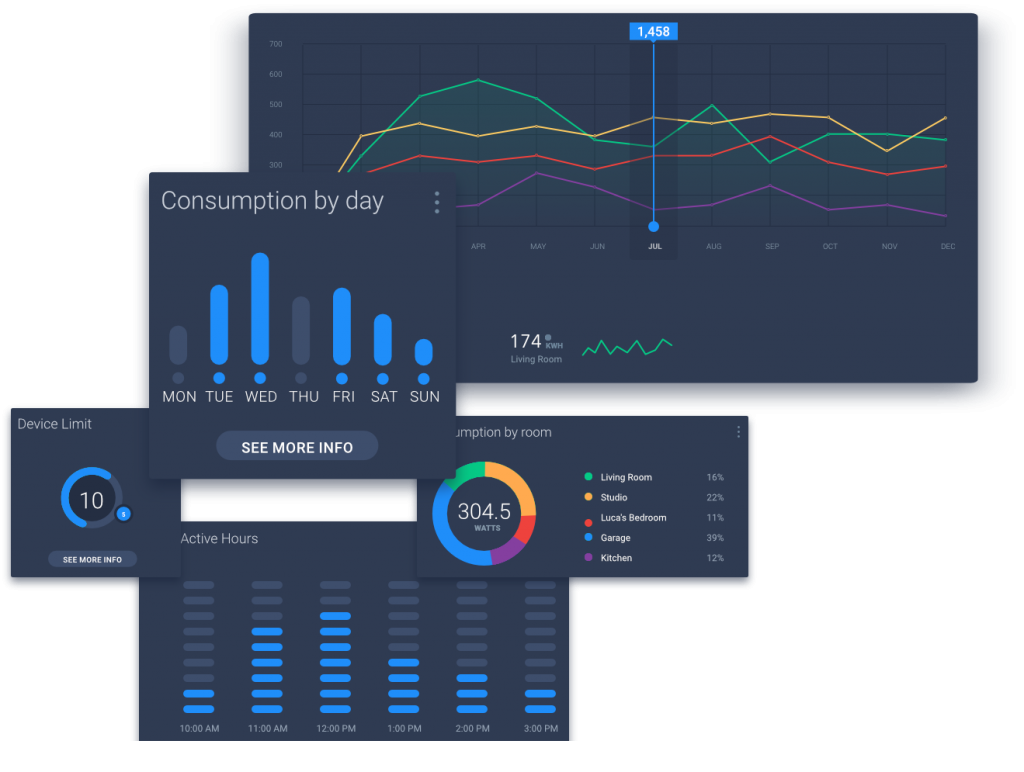 1,458
700
600
500
400
300
APR MAY JUN JUL AUG SEP OCT NOV DEC
174 KWH
Living Room
Consumption by day
MON TUE WED THU FRI SAT SUN
SEE MORE INFO
Device Limit
10
5
SEE MORE INFO
umption by room
304.5
WATTS
Living Room 16%
Studio 22%
Luca's Bedroom 11%
Garage 39%
Kitchen 12%
Active Hours
10:00 AM 11:00 AM 12:00 PM 1:00 PM 2:00 PM 3:00 PM